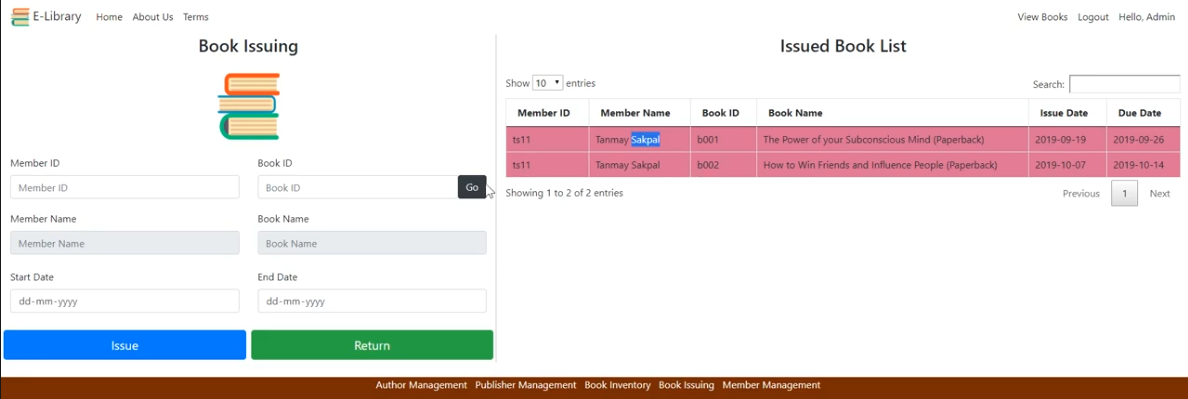 E-Library Home About Us Terms View Books Logout Hello, Admin
Book Issuing
Member ID Book ID
Member ID Book ID Go
Member Name Book Name
Member Name Book Name
Start Date End Date
dd-mm-yyyy dd-mm-yyyy
Issue Return
Issued Book List
Show 10 entries Search:
Member ID Member Name Book ID Book Name Issue Date Due Date
ts11 Tanmay Sakpal b001 The Power of your Subconscious Mind (Paperback) 2019-09-19 2019-09-26
ts11 Tanmay Sakpal b002 How to Win Friends and Influence People (Paperback) 2019-10-07 2019-10-14
Showing 1 to 2 of 2 entries Previous 1 Next
Author Management Publisher Management Book Inventory Book Issuing Member Management